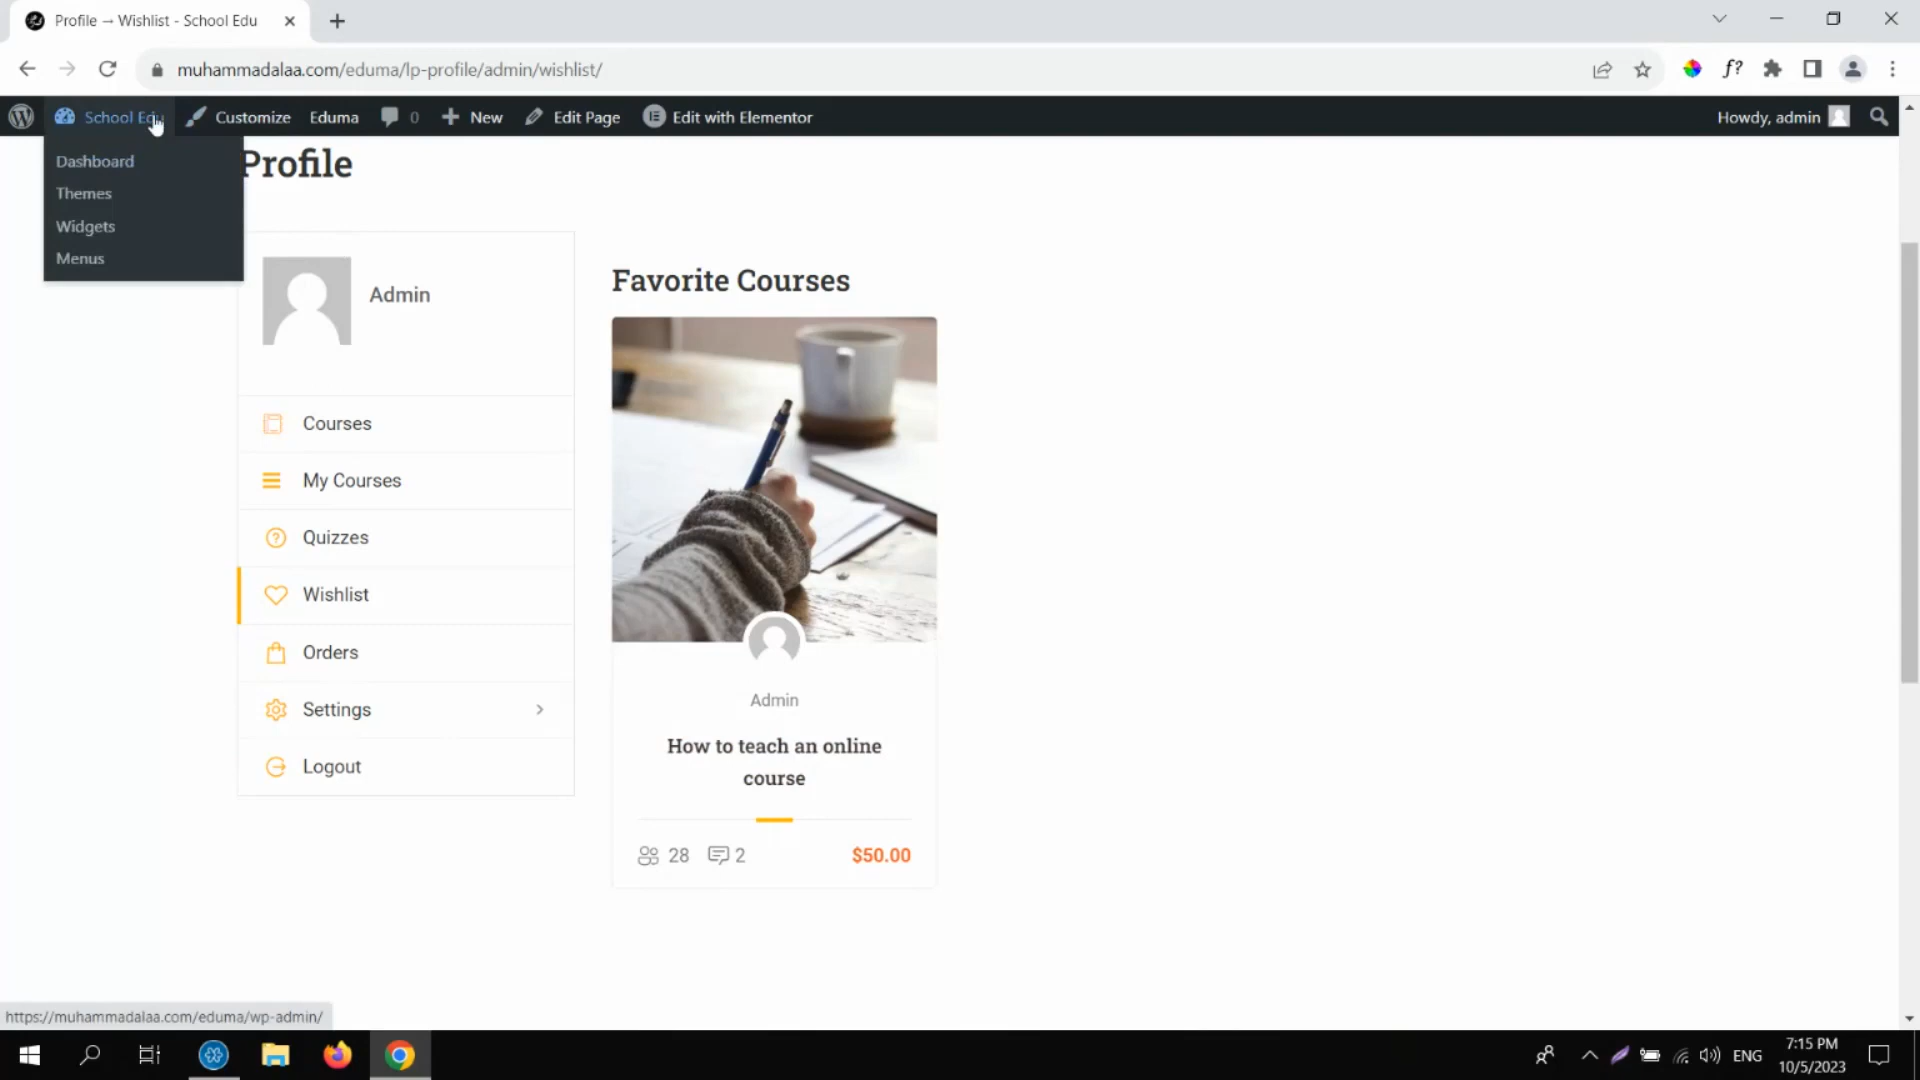 Profile → Wishlist - School Edu
muhammadalaa.com/eduma/lp-profile/admin/wishlist/
f?
School Edu
Customize
Eduma
0
New
Edit Page
Edit with Elementor
Howdy, admin
Dashboard
Themes
Widgets
Menus
Profile
Admin
Courses
My Courses
Quizzes
Wishlist
Orders
Settings
Logout
Favorite Courses
Admin
How to teach an online
course
28
2
$50.00
https://muhammadalaa.com/eduma/wp-admin/
ENG
7:15 PM
10/5/2023